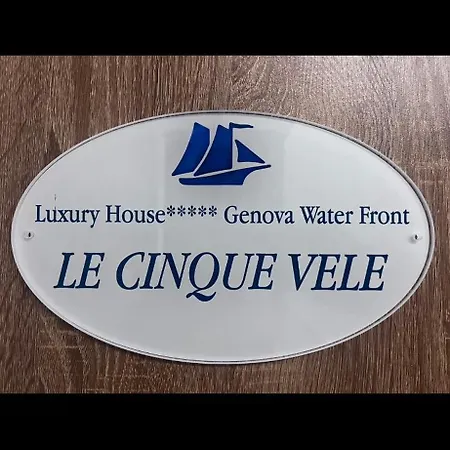 Luxury House***** Genova Water Front
LE CINQUE VELE